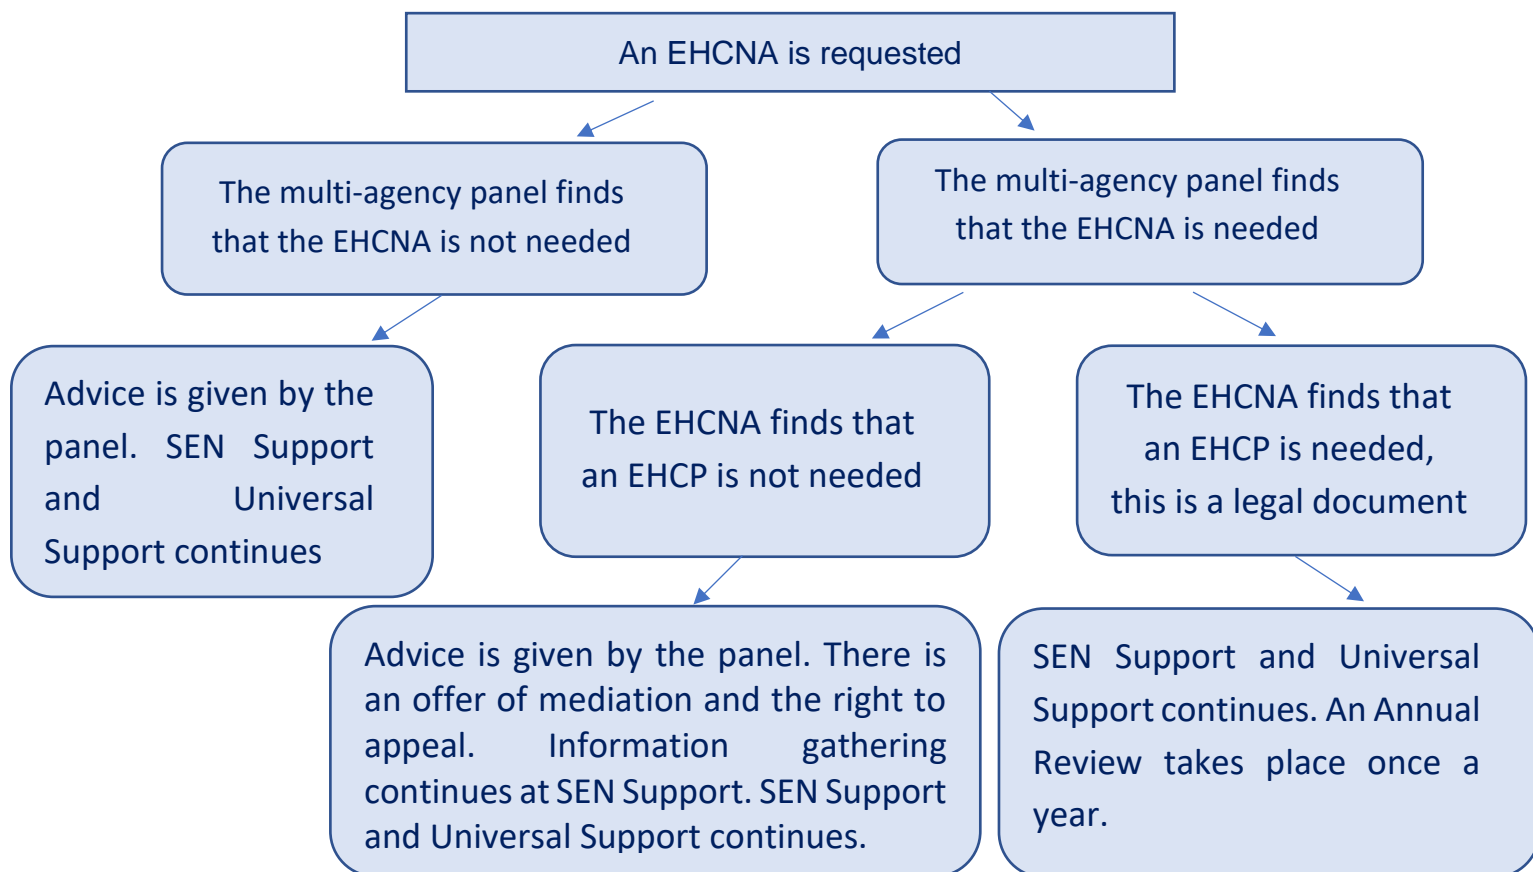 An EHCNA is requested
The multi-agency panel finds
that the EHCNA is not needed
The multi-agency panel finds
that the EHCNA is needed
Advice is given by the
panel. SEN Support
and Universal
Support continues
The EHCNA finds that
an EHCP is not needed
The EHCNA finds that
an EHCP is needed,
this is a legal document
Advice is given by the panel. There is
an offer of mediation and the right to
appeal. Information gathering
continues at SEN Support. SEN Support
and Universal Support continues.
SEN Support and Universal
Support continues. An Annual
Review takes place once a
year.